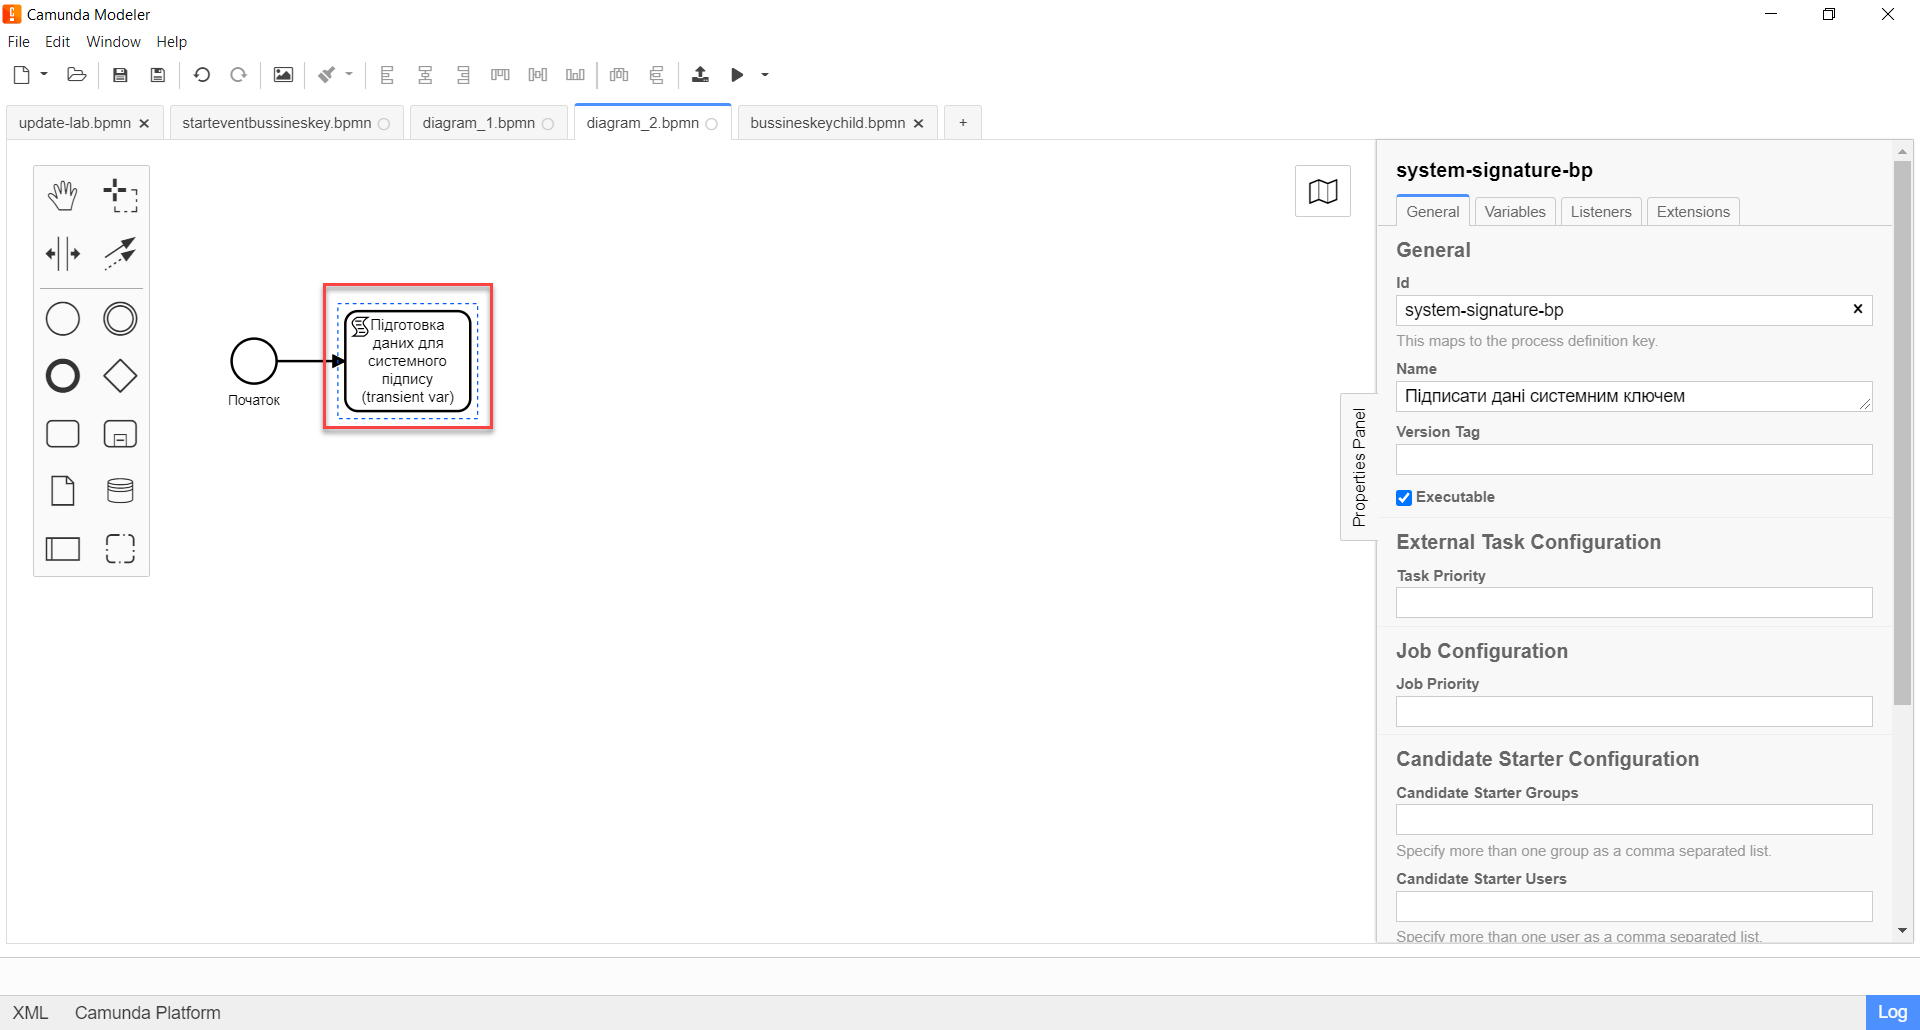 Camunda Modeler
File Edit Window Help
update-lab.bpmn
starteventbussineskey.bpmn
diagram_1.bpmn
diagram_2.bpmn
bussineskeychild.bpmn
+
Початок
Підготовка
даних для
системного
підпису
(transient var)
Properties Panel
system-signature-bp
General Variables Listeners Extensions
General
Id
system-signature-bp
This maps to the process definition key.
Name
Підписати дані системним ключем
Version Tag
Executable
External Task Configuration
Task Priority
Job Configuration
Job Priority
Candidate Starter Configuration
Candidate Starter Groups
Specify more than one group as a comma separated list.
Candidate Starter Users
Specify more than one user as a comma separated list.
XML Camunda Platform
Log